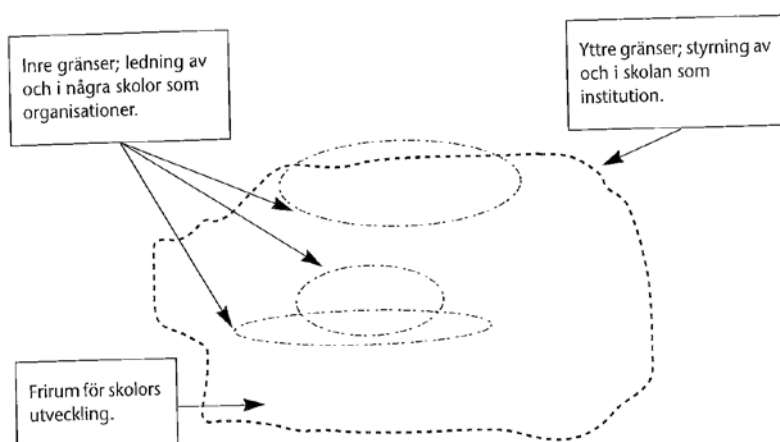 Inre gränser; ledning av
och i några skolor som
organisationer.
Yttre gränser; styrning av
och i skolan som
institution.
Frirum för skolors
utveckling.